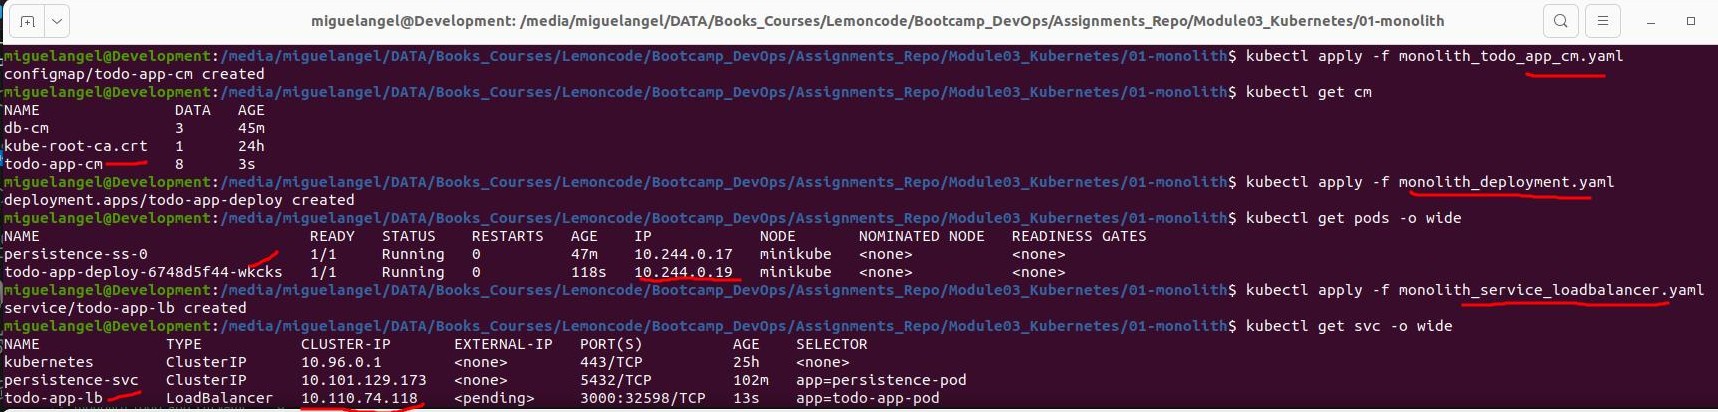 miguelangel@Development: /media/miguelangel/DATA/Books_Courses/Lemoncode/Bootcamp_DevOps/Assignments_Repo/Module03_Kubernetes/01-monolith
miguelangel@Development:/media/miguelangel/DATA/Books_Courses/Lemoncode/Bootcamp_DevOps/Assignments_Repo/Module03_Kubernetes/01-monolith$ kubectl apply -f monolith_todo_app_cm.yaml
configmap/todo-app-cm created
miguelangel@Development:/media/miguelangel/DATA/Books_Courses/Lemoncode/Bootcamp_DevOps/Assignments_Repo/Module03_Kubernetes/01-monolith$ kubectl get cm
NAME DATA AGE
db-cm 3 45m
kube-root-ca.crt 1 24h
todo-app-cm 8 3s
miguelangel@Development:/media/miguelangel/DATA/Books_Courses/Lemoncode/Bootcamp_DevOps/Assignments_Repo/Module03_Kubernetes/01-monolith$ kubectl apply -f monolith_deployment.yaml
deployment.apps/todo-app-deploy created
miguelangel@Development:/media/miguelangel/DATA/Books_Courses/Lemoncode/Bootcamp_DevOps/Assignments_Repo/Module03_Kubernetes/01-monolith$ kubectl get pods -o wide
NAME READY STATUS RESTARTS AGE IP NODE NOMINATED NODE READINESS GATES
persistence-ss-0 1/1 Running 0 47m 10.244.0.17 minikube <none> <none>
todo-app-deploy-6748d5f44-wkcks 1/1 Running 0 118s 10.244.0.19 minikube <none> <none>
miguelangel@Development:/media/miguelangel/DATA/Books_Courses/Lemoncode/Bootcamp_DevOps/Assignments_Repo/Module03_Kubernetes/01-monolith$ kubectl apply -f monolith_service_loadbalancer.yaml
service/todo-app-lb created
miguelangel@Development:/media/miguelangel/DATA/Books_Courses/Lemoncode/Bootcamp_DevOps/Assignments_Repo/Module03_Kubernetes/01-monolith$ kubectl get svc -o wide
NAME TYPE CLUSTER-IP EXTERNAL-IP PORT(S) AGE SELECTOR
kubernetes ClusterIP 10.96.0.1 <none> 443/TCP 25h <none>
persistence-svc ClusterIP 10.101.129.173 <none> 5432/TCP 102m app=persistence-pod
todo-app-lb LoadBalancer 10.110.74.118 <pending> 3000:32598/TCP 13s app=todo-app-pod